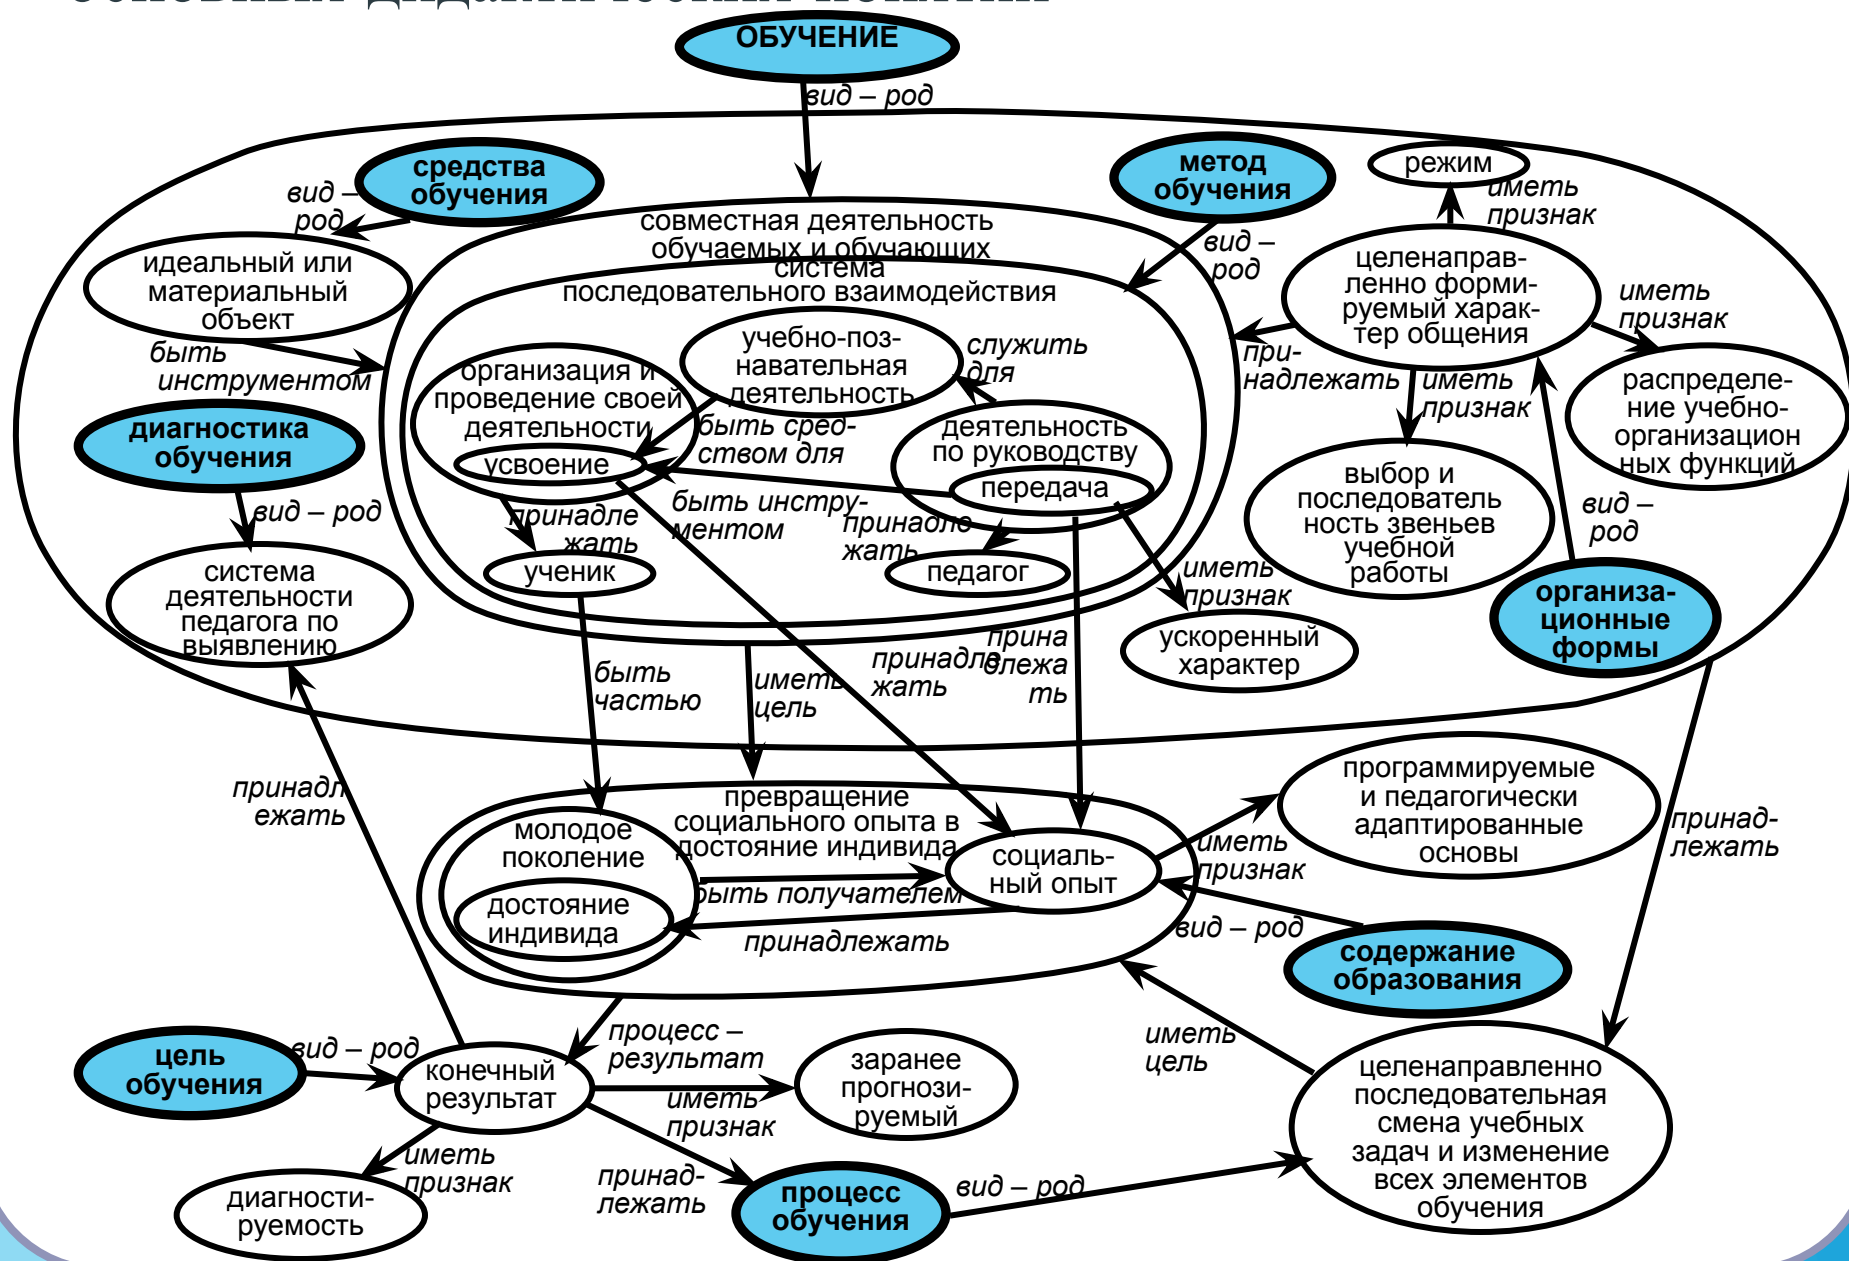 основных дидактических понятий
ОБУЧЕНИЕ
вид – род
средства
обучения
метод
обучения
режим
вид –
род
иметь
признак
совместная деятельность
обучаемых и обучающих
система
последовательного взаимодействия
вид –
род
идеальный или
материальный
объект
целенаправ-
ленно форми-
руемый харак-
тер общения
иметь
признак
быть
инструментом
учебно-поз-
навательная
деятельность
служить
для
при-
надлежать
иметь
признак
организация и
проведение своей
деятельности
усвоение
распределе-
ние учебно-
организацион
ных функций
диагностика
обучения
быть сред-
ством для
деятельность
по руководству
передача
выбор и
последователь
ность звеньев
учебной
работы
вид – род
принадле
жать
быть инстру-
ментом
принадле
жать
вид –
род
система
деятельности
педагога по
выявлению
ученик
педагог
иметь
признак
организа-
ционные
формы
ускоренный
характер
быть
частью
иметь
цель
принадле
жать
прина
длежа
ть
принадл
ежать
превращение
социального опыта в
достояние индивида
молодое
поколение
программируемые
и педагогически
адаптированные
основы
принад-
лежать
социаль-
ный опыт
иметь
признак
быть получателем
достояние
индивида
принадлежать
вид – род
содержание
образования
цель
обучения
вид – род
процесс –
результат
иметь
цель
конечный
результат
заранее
прогнози-
руемый
иметь
признак
целенаправленно
последовательная
смена учебных
задач и изменение
всех элементов
обучения
иметь
признак
принад-
лежать
диагности-
руемость
процесс
обучения
вид – род